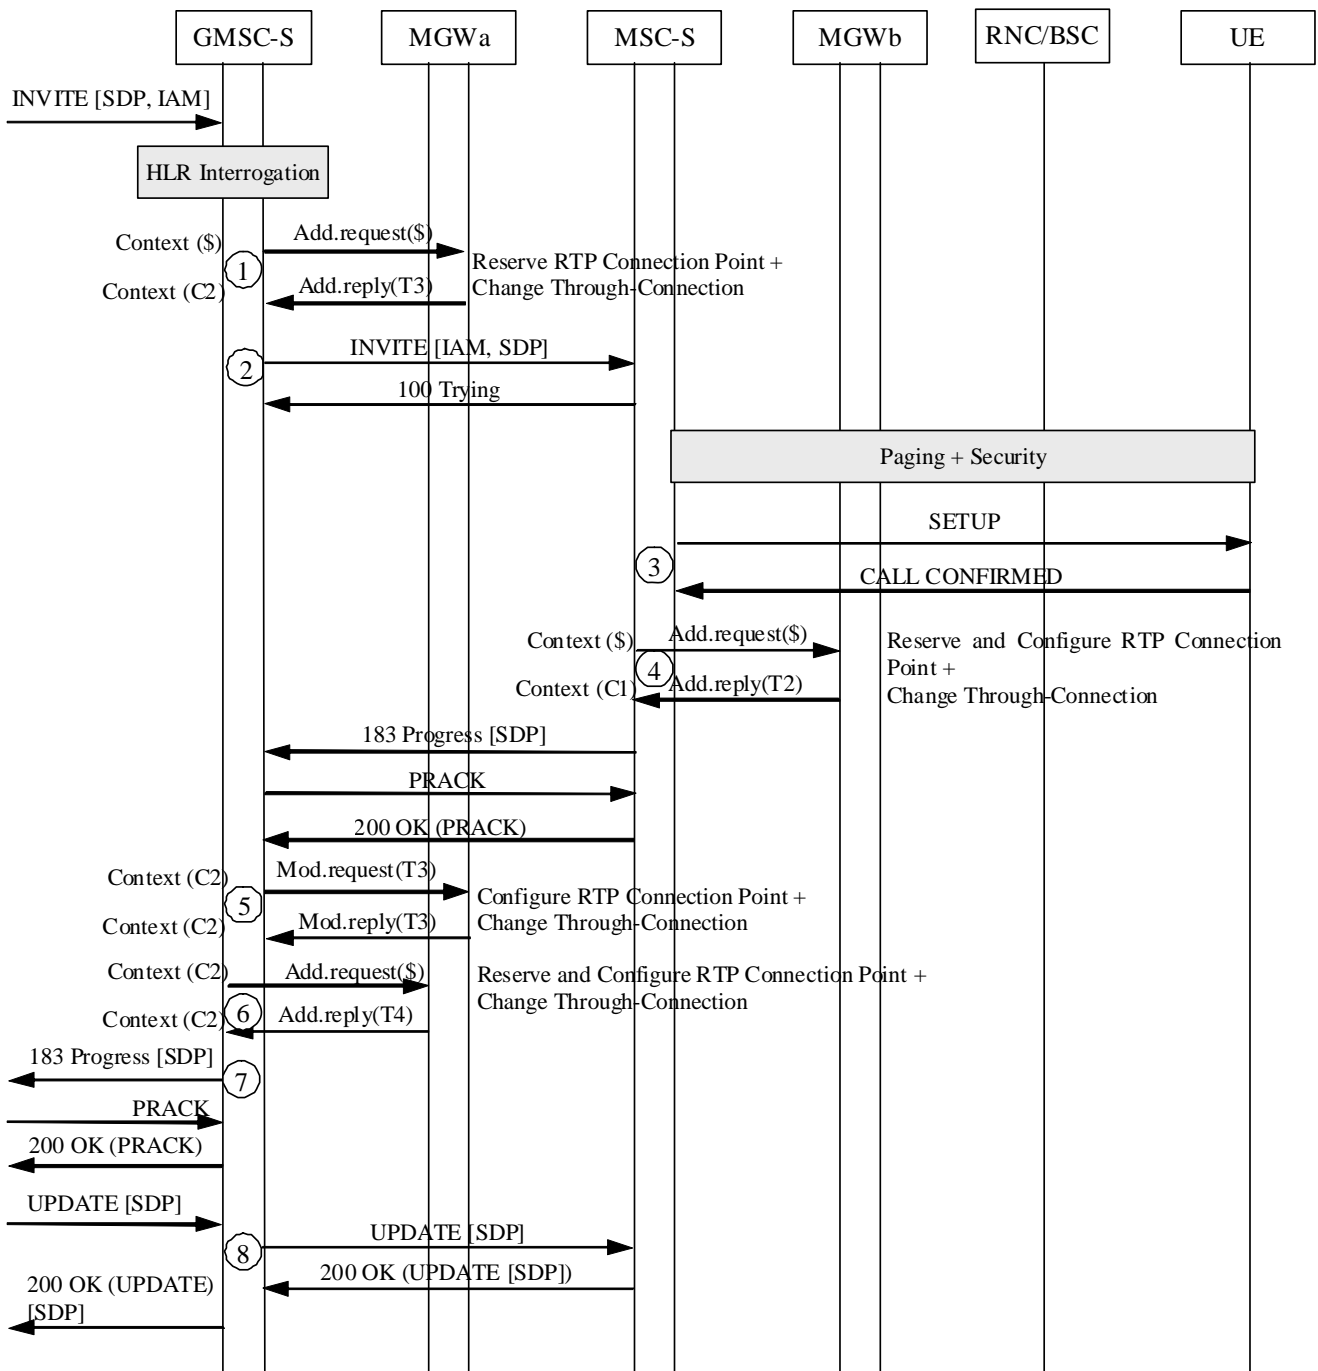 GMSC-S
MGWa
MSC-S
MGWb
RNC/BSC
UE
INVITE [SDP, IAM]
HLR Interrogation
Context ($)
Add.request($)
1
Reserve RTP Connection Point +
Change Through-Connection
Context (C2)
Add.reply(T3)
2
INVITE [IAM, SDP]
100 Trying
Paging + Security
SETUP
3
CALL CONFIRMED
Context ($)
Add.request($)
Reserve and Configure RTP Connection
Point +
Change Through-Connection
4
Context (C1)
Add.reply(T2)
183 Progress [SDP]
PRACK
200 OK (PRACK)
Context (C2)
Mod.request(T3)
5
Configure RTP Connection Point +
Change Through-Connection
Context (C2)
Mod.reply(T3)
Context (C2)
Add.request($)
Reserve and Configure RTP Connection Point +
Change Through-Connection
6
Context (C2)
Add.reply(T4)
183 Progress [SDP]
7
PRACK
200 OK (PRACK)
UPDATE [SDP]
8
UPDATE [SDP]
200 OK (UPDATE [SDP])
200 OK (UPDATE)
[SDP]